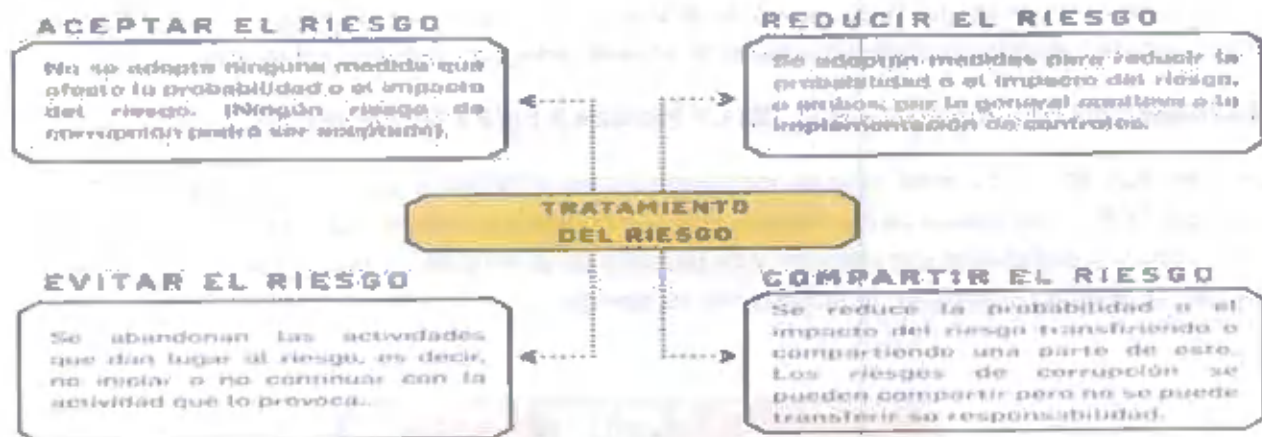 ACEPTAR EL RIESGO
No se adopta ninguna medida que
afecte la probabilidad o el impacto
del riesgo. (Ningún riesgo de
corrupción podrá ser aceptado).
REDUCIR EL RIESGO
Se adoptan medidas para reducir la
probabilidad o el impacto del riesgo,
o ambos; por lo general conlleva a la
implementación de controles.
TRATAMIENTO
DEL RIESGO
EVITAR EL RIESGO
Se abandonan las actividades
que dan lugar al riesgo, es decir,
no iniciar o no continuar con la
actividad que lo provoca.
COMPARTIR EL RIESGO
Se reduce la probabilidad o el
impacto del riesgo transfiriendo o
compartiendo una parte de este.
Los riesgos de corrupción se
pueden compartir pero no se puede
transferir su responsabilidad.